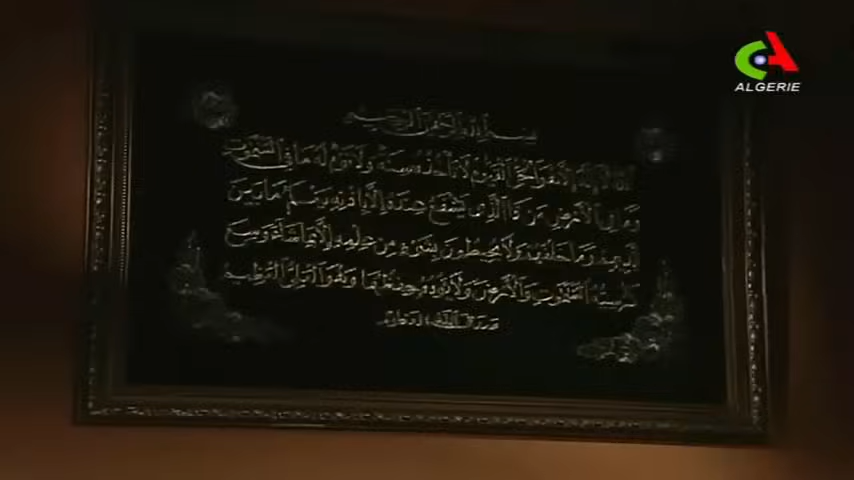 بسم الله الرحمن الرحيم
الله لا إله إلا هو الحي القيوم لا تأخذه سنة ولا نوم له ما في السموات
وما في الأرض من ذا الذي يشفع عنده إلا بإذنه يعلم ما بين
أيديهم وما خلفهم ولا يحيطون بشيء من علمه إلا بما شاء وسع
كرسيه السموات والأرض ولا يؤده حفظهما وهو العلي العظيم
صدق الله العظيم
ALGERIE